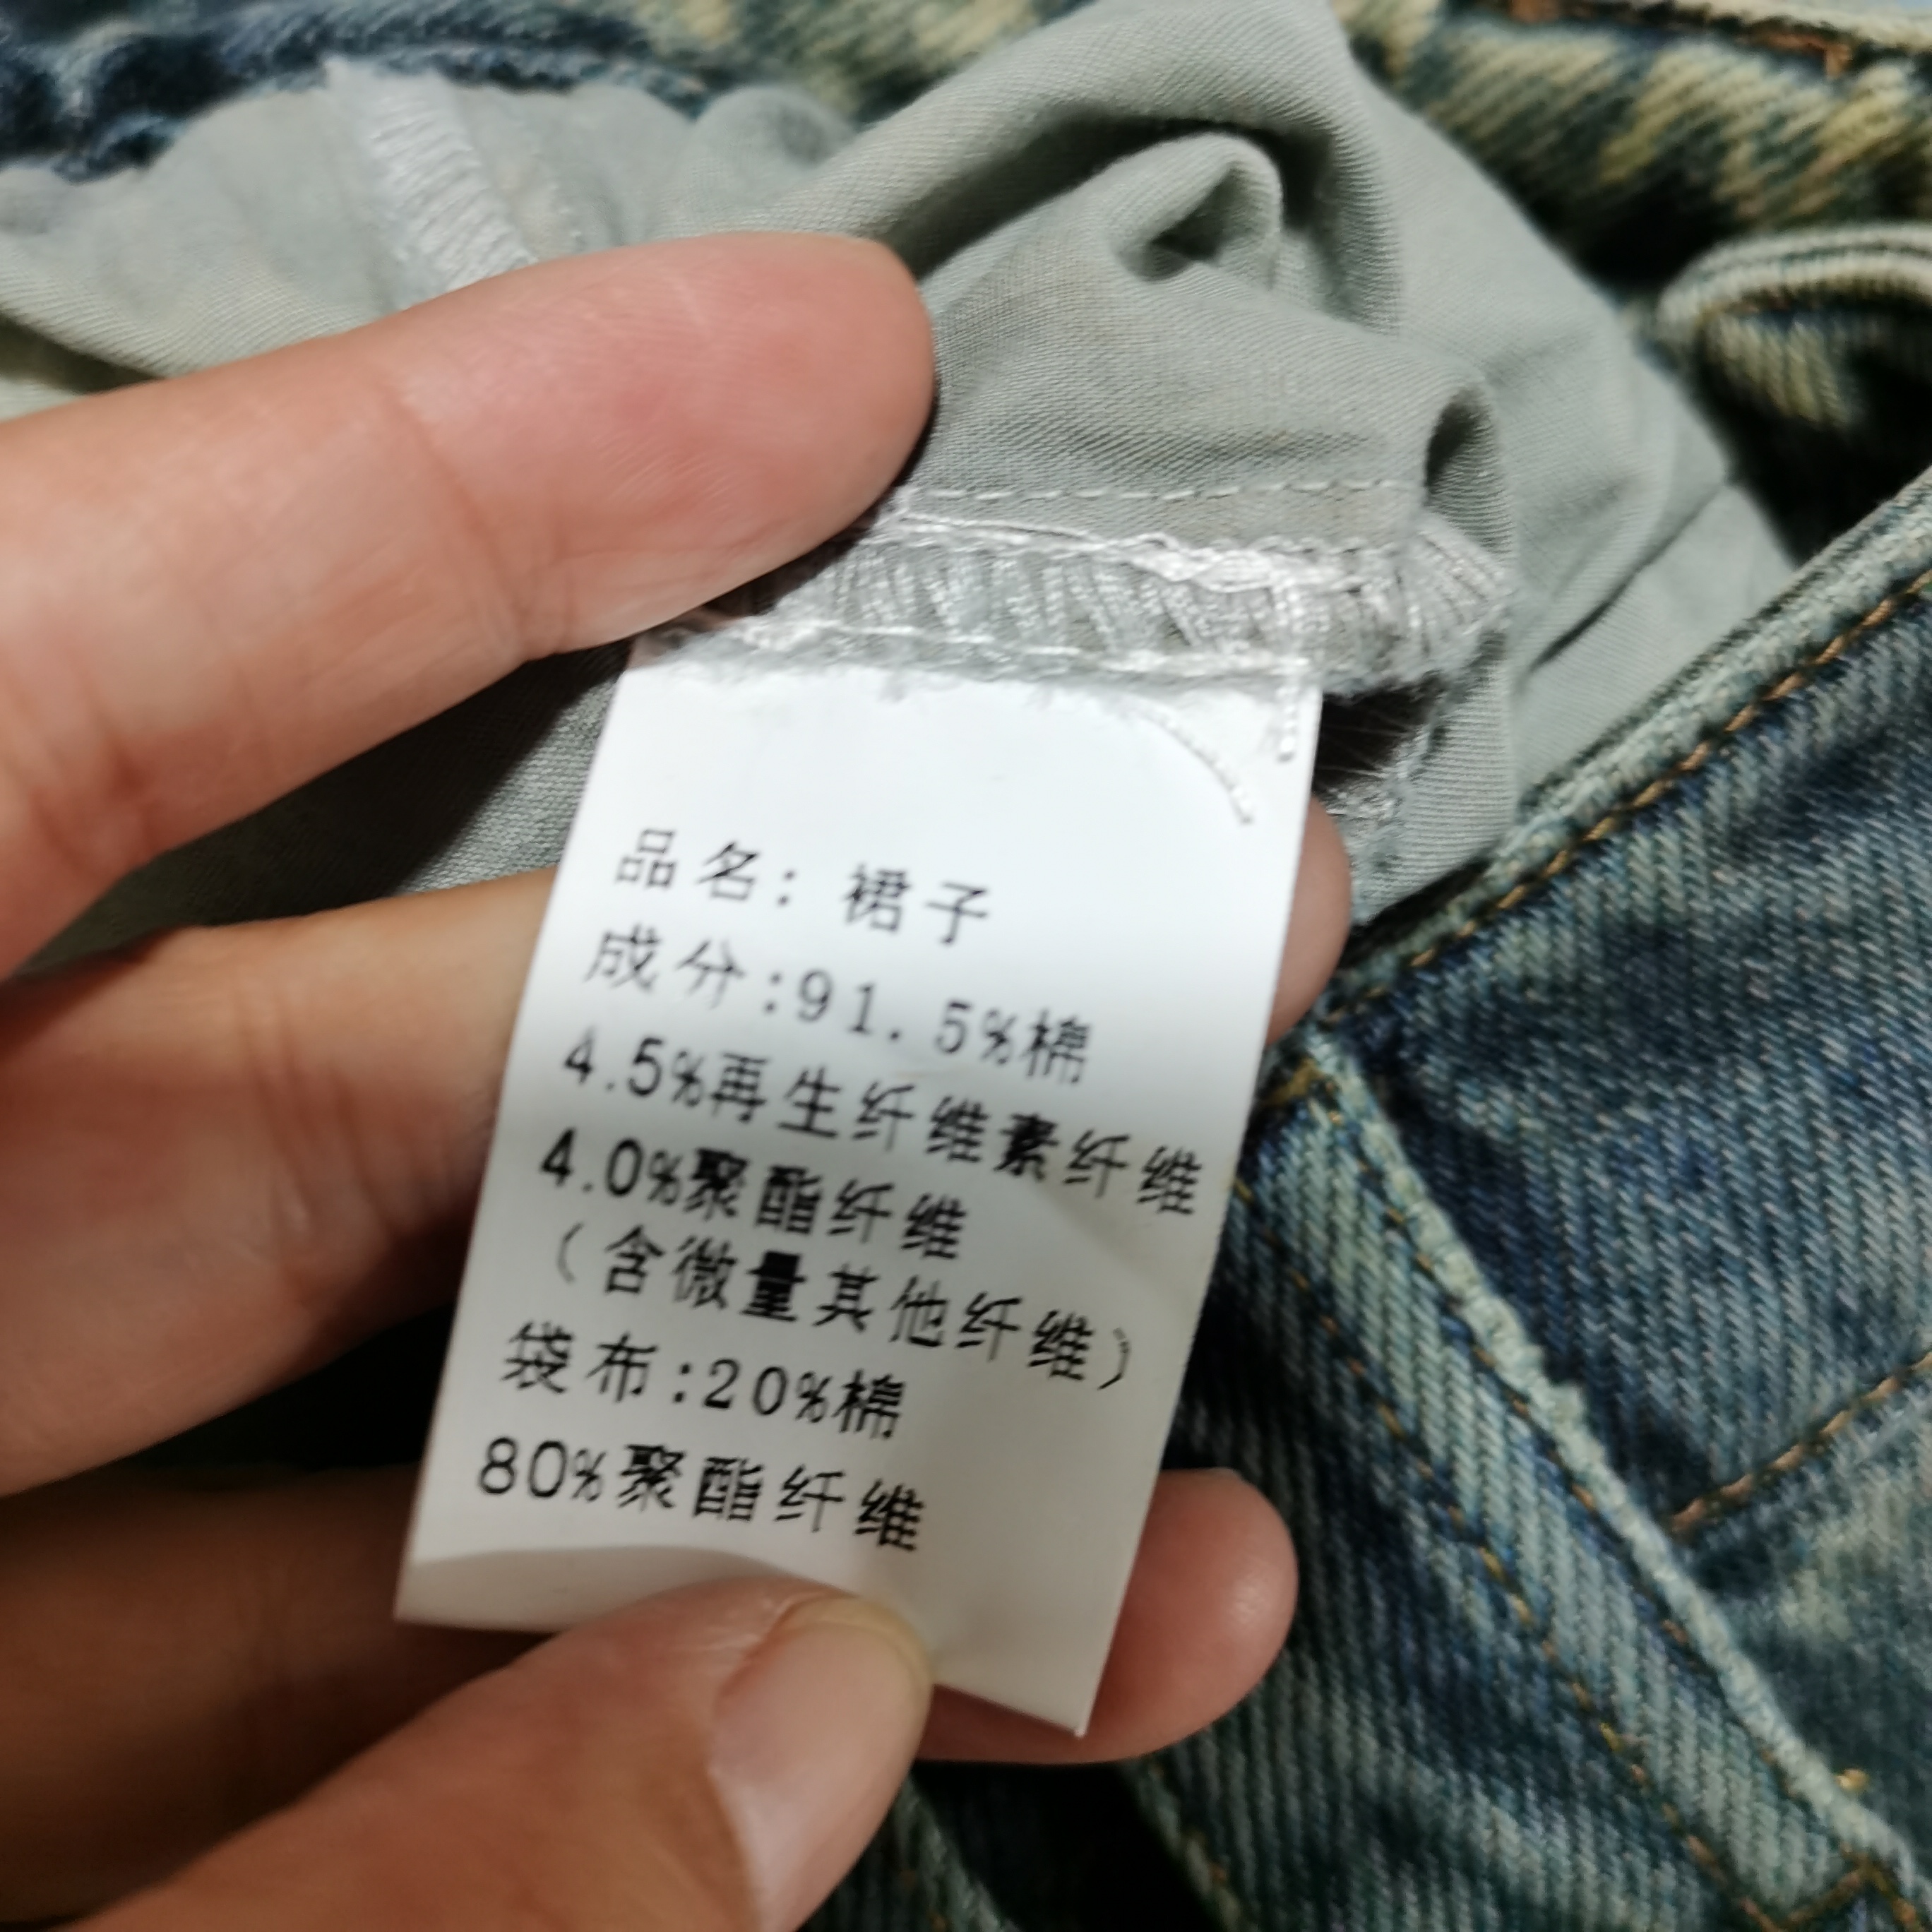 品名: 裙子
成分:91.5%棉
4.5%再生纤维素纤维
4.0%聚酯纤维
（含微量其他纤维）
袋布:20%棉
80%聚酯纤维